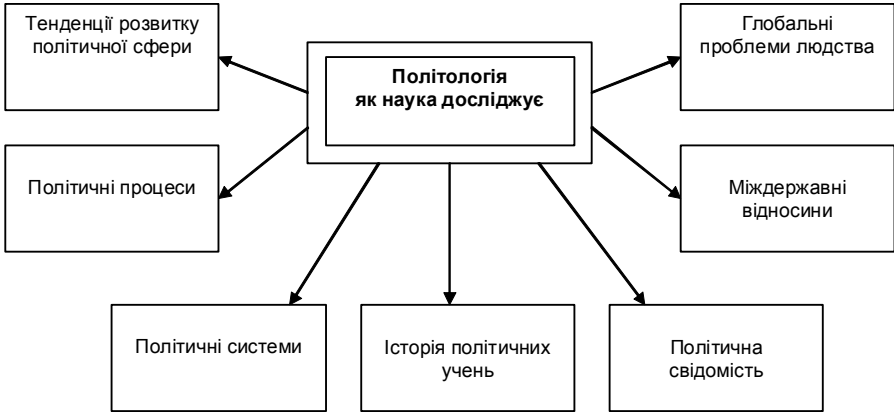 Тенденції розвитку
політичної сфери
Політологія
як наука досліджує
Глобальні
проблеми людства
Політичні процеси
Міждержавні
відносини
Політичні системи
Історія політичних
учень
Політична
свідомість